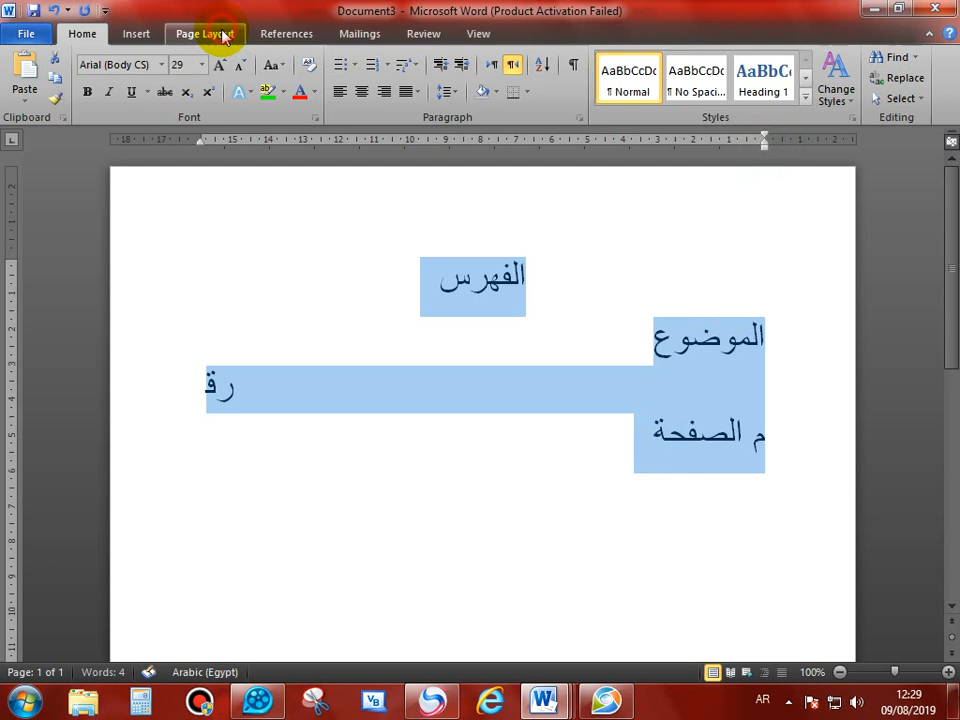 Document3 - Microsoft Word (Product Activation Failed)
File Home Insert Page Layout References Mailings Review View
Paste
Clipboard
Arial (Body CS) 29
Font
Paragraph
AaBbCcDc AaBbCcDc AaBbC
¶ Normal ¶ No Spaci... Heading 1
Change Styles
Styles
Find
Replace
Select
Editing
الفهرس
الموضوع
رق
م الصفحة
Page: 1 of 1 Words: 4 Arabic (Egypt) 100%
AR 12:29
09/08/2019